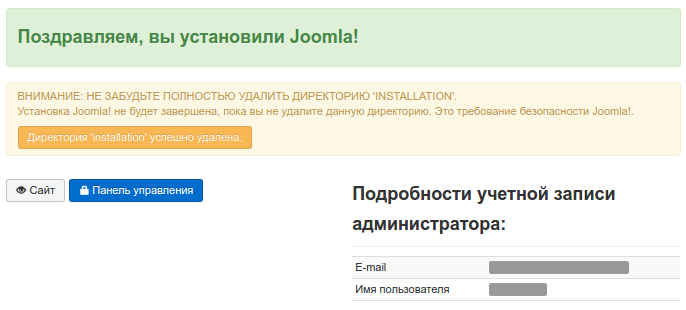 Поздравляем, вы установили Joomla!
ВНИМАНИЕ: НЕ ЗАБУДЬТЕ ПОЛНОСТЬЮ УДАЛИТЬ ДИРЕКТОРИЮ 'INSTALLATION'.
Установка Joomla! не будет завершена, пока вы не удалите данную директорию. Это требование безопасности Joomla!.
Директория 'installation' успешно удалена.
Сайт Панель управления
Подробности учетной записи
администратора:
E-mail
Имя пользователя